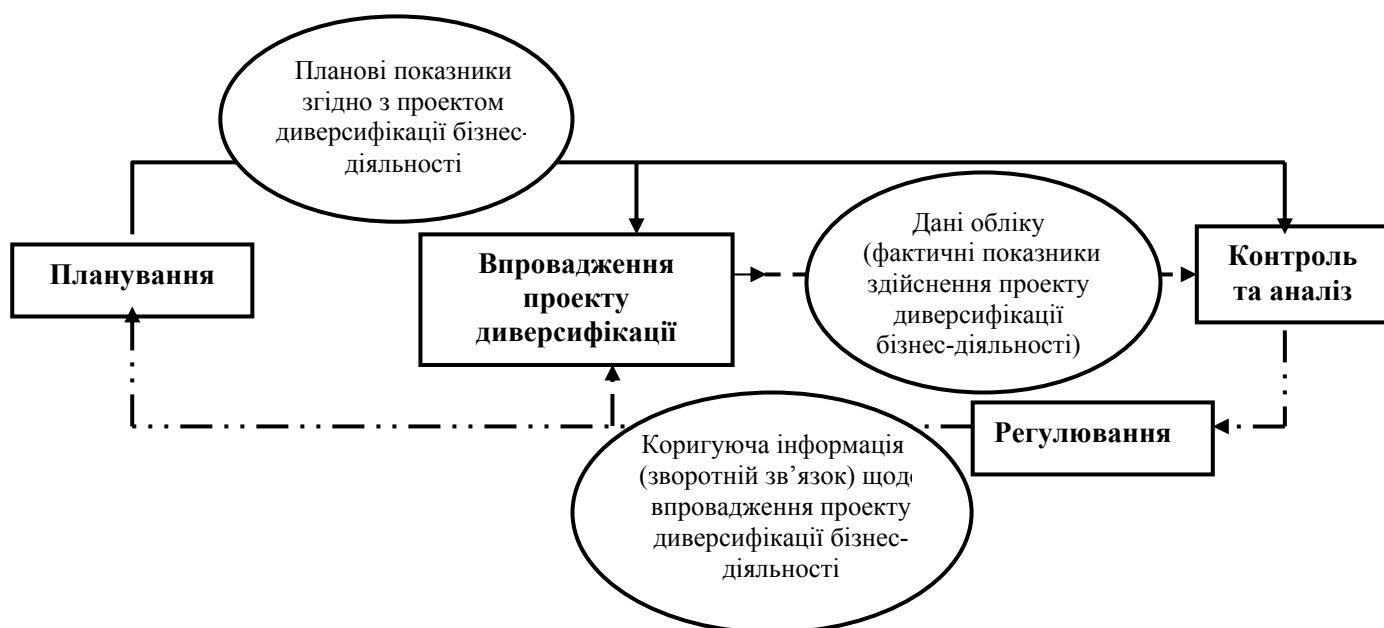 Планові показники
згідно з проектом
диверсифікації бізнес-
діяльності
Планування
Впровадження
проекту
диверсифікації
Дані обліку
(фактичні показники
здійснення проекту
диверсифікації
бізнес-діяльності)
Контроль
та аналіз
Регулювання
Коригуюча інформація
(зворотній зв’язок) щодо
впровадження проекту
диверсифікації бізнес-
діяльності